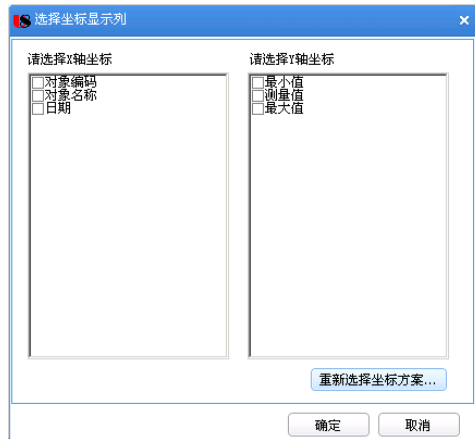 选择坐标显示列
请选择X轴坐标
对象编码
对象名称
日期
请选择Y轴坐标
最小值
测量值
最大值
重新选择坐标方案...
确定
取消